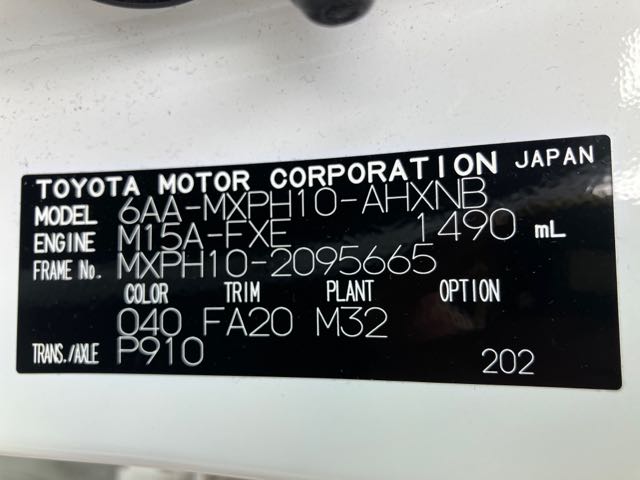 TOYOTA MOTOR CORPORATION JAPAN
MODEL 6AA-MXPH10-AHXNB
ENGINE M15A-FXE 1490 mL
FRAME No. MXPH10-2095665
COLOR TRIM PLANT OPTION
040 FA20 M32
TRANS./AXLE P910 202